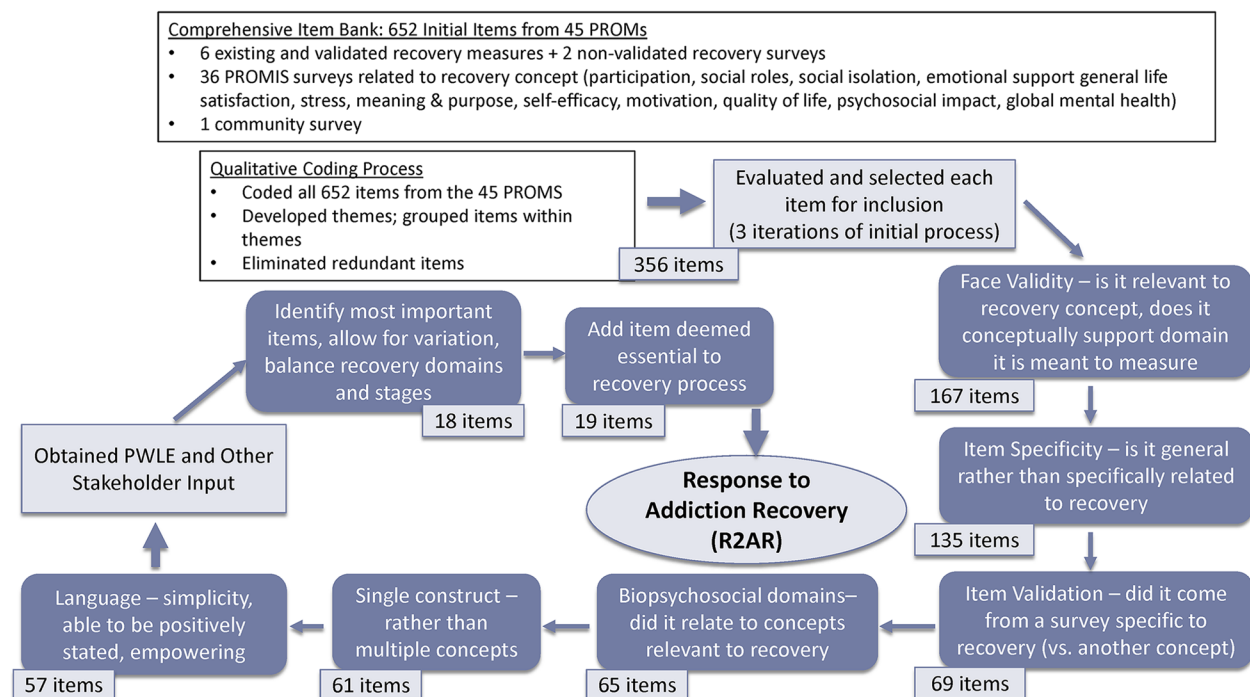 Comprehensive Item Bank: 652 Initial Items from 45 PROMs
• 6 existing and validated recovery measures + 2 non-validated recovery surveys
• 36 PROMIS surveys related to recovery concept (participation, social roles, social isolation, emotional support general life
satisfaction, stress, meaning & purpose, self-efficacy, motivation, quality of life, psychosocial impact, global mental health)
• 1 community survey
Qualitative Coding Process
• Coded all 652 items from the 45 PROMS
• Developed themes; grouped items within
themes
• Eliminated redundant items
356 items
Evaluated and selected each
item for inclusion
(3 iterations of initial process)
Face Validity – is it relevant to
recovery concept, does it
conceptually support domain
it is meant to measure
167 items
Item Specificity – is it general
rather than specifically related
to recovery
135 items
Item Validation – did it come
from a survey specific to
recovery (vs. another concept)
69 items
Biopsychosocial domains–
did it relate to concepts
relevant to recovery
65 items
Single construct –
rather than
multiple concepts
61 items
Language – simplicity,
able to be positively
stated, empowering
57 items
Obtained PWLE and Other
Stakeholder Input
Identify most important
items, allow for variation,
balance recovery domains
and stages
18 items
Add item deemed
essential to
recovery process
19 items
Response to
Addiction Recovery
(R2AR)